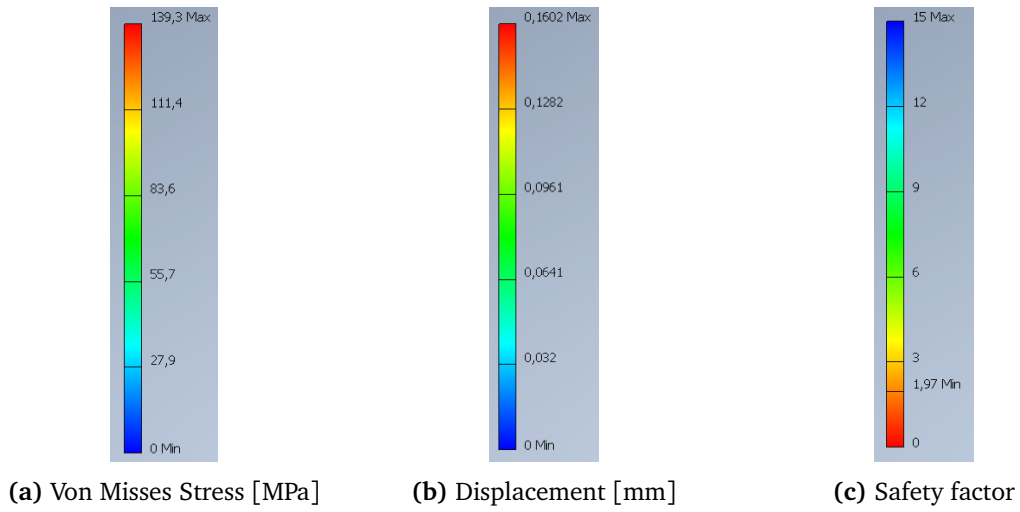 139,3 Max
111,4
83,6
55,7
27,9
0 Min
(a) Von Misses Stress [MPa]
0,1602 Max
0,1282
0,0961
0,0641
0,032
0 Min
(b) Displacement [mm]
15 Max
12
9
6
3
1,97 Min
0
(c) Safety factor